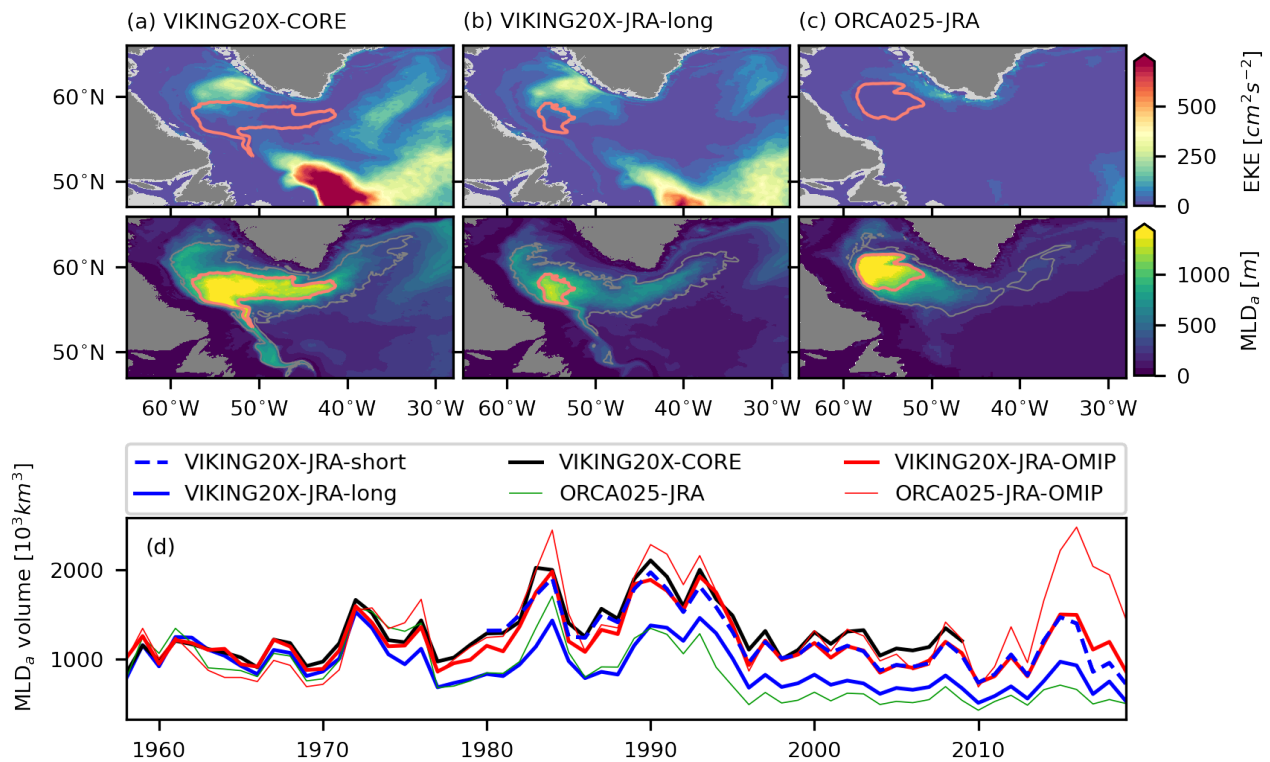 (a) VIKING20X-CORE
(b) VIKING20X-JRA-long
(c) ORCA025-JRA
60°N
50°N
500
250
0
EKE [cm²s⁻²]
60°N
50°N
1000
500
0
MLDₐ [m]
60°W 50°W 40°W 30°W
60°W 50°W 40°W 30°W
60°W 50°W 40°W 30°W
VIKING20X-JRA-short
VIKING20X-CORE
VIKING20X-JRA-OMIP
VIKING20X-JRA-long
ORCA025-JRA
ORCA025-JRA-OMIP
MLDₐ volume [10³km³]
(d)
2000
1000
1960 1970 1980 1990 2000 2010